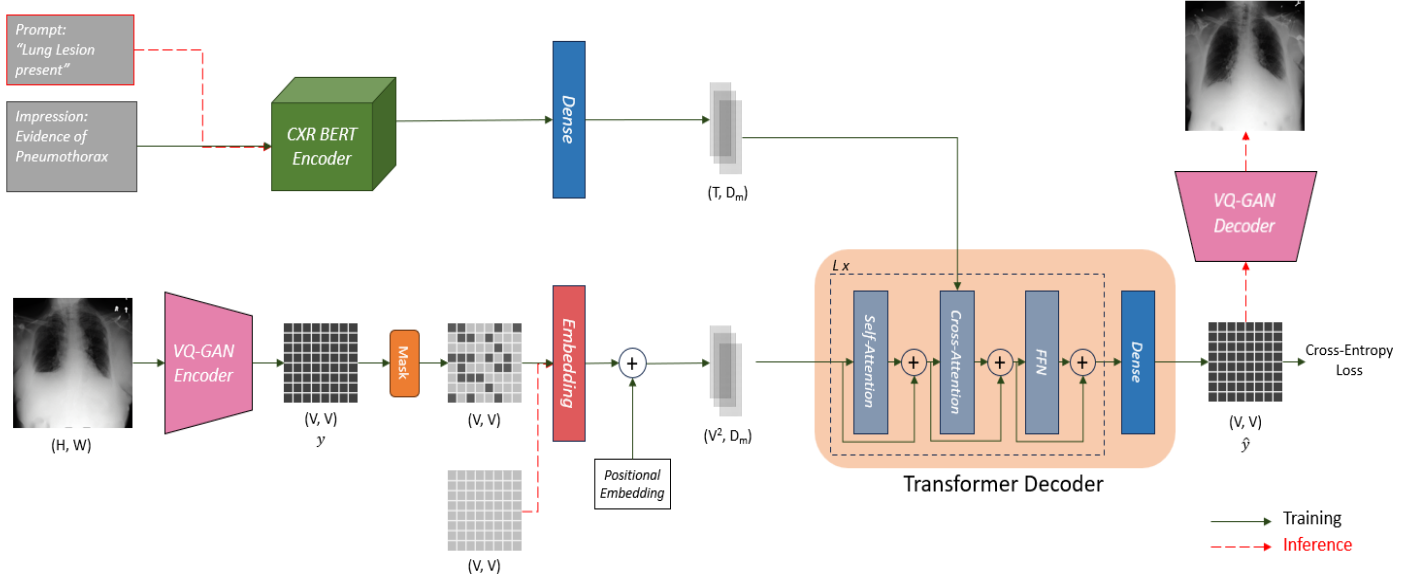 Prompt:
“Lung Lesion
present”
Impression:
Evidence of
Pneumothorax
CXR BERT
Encoder
Dense
(T, Dm)
VQ-GAN
Decoder
(H, W)
VQ-GAN
Encoder
(V, V)
y
Mask
(V, V)
(V, V)
Embedding
+
Positional
Embedding
(V², Dm)
L x
Self-Attention
+
Cross-Attention
+
FFN
+
Dense
Transformer Decoder
(V, V)
ŷ
Cross-Entropy
Loss
Training
Inference